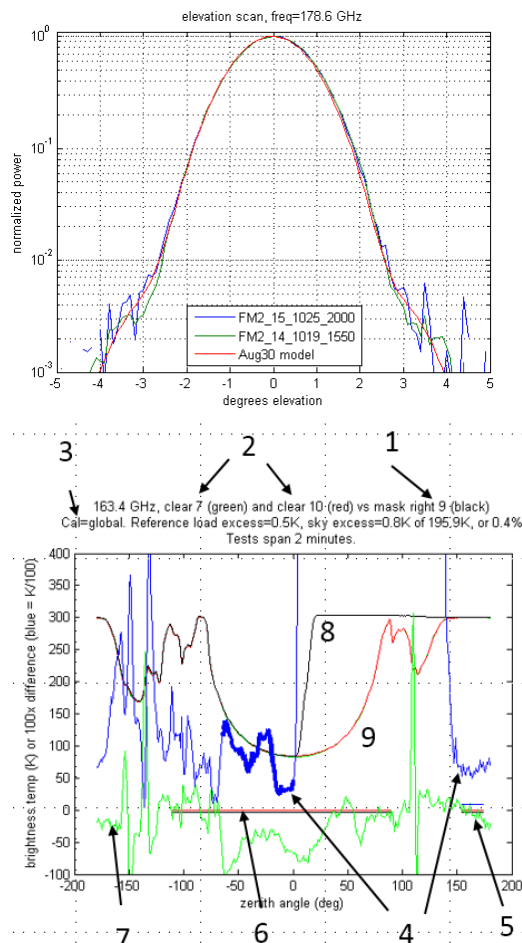 elevation scan, freq=178.6 GHz
10^0
10^-1
10^-2
10^-3
normalized power
FM2_15_1025_2000
FM2_14_1019_1550
Aug30 model
-5 -4 -3 -2 -1 0 1 2 3 4 5
degrees elevation
3 2 1
163.4 GHz, clear 7 (green) and clear 10 (red) vs mask right 9 (black)
Cal=global. Reference load excess=0.5K, sky excess=0.8K of 195.9K, or 0.4%
Tests span 2 minutes.
400
350
300
250
200
150
100
50
0
-50
-100
brightness temp (K) or 100x difference (blue = K/100)
8
9
-200 -150 -100 -50 0 50 100 150 200
zenith angle (deg)
7 6 4 5